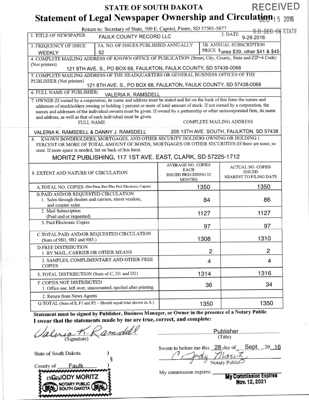 STATE OF SOUTH DAKOTA
RECEIVED
Statement of Legal Newspaper Ownership and Circulation
Return to: Secretary of State, 500 E. Capitol, Pierre, SD 57501-5077
S.D. SEC. OF STATE
1. TITLE OF NEWSPAPER
FAULK COUNTY RECORD LLC
2. DATE
9-28-2016
3. FREQUENCY OF ISSUE
WEEKLY
3A. NO. OF ISSUES PUBLISHED ANNUALLY
52
3B. ANNUAL SUBSCRIPTION
PRICE $ area $39, other $41 & $45
4. COMPLETE MAILING ADDRESS OF KNOWN OFFICE OF PUBLICATION (Street, City, County, State and ZIP+4 Code)
(Not printers)
121 8TH AVE. S., PO BOX 68, FAULKTON, FAULK COUNTY, SD 57438-0068
5. COMPLETE MAILING ADDRESS OF THE HEADQUARTERS OR GENERAL BUSINESS OFFICES OF THE
PUBLISHER (Not printers)
121 8TH AVE. S., PO BOX 68, FAULKTON, FAULK COUNTY, SD 57438-0068
6. FULL NAME OF PUBLISHER:
VALERIA K. RAMSDELL
7. OWNER (If owned by a corporation, its name and address must be stated and also on the back of this form the names and
addresses of stockholders owning or holding 1 percent or more of total amount of stock. If not owned by a corporation, the
names and addresses of the individual owners must be given. If owned by a partnership or other unincorporated firm, its name
and address, as well as that of each individual must be given.)
FULL NAME
COMPLETE MAILING ADDRESS
VALERIA K. RAMSDELL & DANNY J. RAMSDELL
205 13TH AVE. SOUTH, FAULKTON, SD 57438
8. KNOWN BONDHOLDERS, MORTGAGES, AND OTHER SECURITY HOLDERS OWNING OR HOLDING 1
PERCENT OR MORE OF TOTAL AMOUNT OF BONDS, MORTGAGES OR OTHER SECURITIES (If there are none, so
state. If more space is needed, list on back of this form.
MORITZ PUBLISHING, 117 1ST AVE. EAST, CLARK, SD 57225-1712
9. EXTENT AND NATURE OF CIRCULATION
AVERAGE NO. COPIES
EACH
ISSUED PRECEDING 12
MONTHS
ACTUAL NO. COPIES
ISSUED
NEAREST TO FILING DATE
A. TOTAL NO. COPIES
1350
1350
B. PAID AND/OR REQUESTED CIRCULATION
1. Sales through dealers and carriers, street vendors,
and counter sales
84
86
2. Mail Subscription
(Paid and or requested)
1127
1127
3. Paid Electronic Copies
97
97
C. TOTAL PAID AND/OR REQUESTED CIRCULATION
(Sum of 9B1, 9B2 and 9B3.)
1308
1310
D. FREE DISTRIBUTION
1. BY MAIL, CARRIER OR OTHER MEANS
2
2
2. SAMPLES, COMPLIMENTARY AND OTHER FREE
COPIES
4
4
E. TOTAL DISTRIBUTION (Sum of C, D1 and D2)
1314
1316
F. COPIES NOT DISTRIBUTED
1. Office use, left over, unaccounted, spoiled after printing
36
34
2. Return from News Agents
G. TOTAL (Sum of E, F1 and F2 - Should equal total shown in A.)
1350
1350
Statement must be signed by Publisher, Business Manager, or Owner in the presence of a Notary Public
I swear that the statements made by me are true, correct, and complete:
Valeria K Ramsdell
(Signature)
Publisher
(Title)
State of South Dakota )
Sworn to before me this 28 day of Sept. 20 16
C Jody Moritz
Notary Public
County of Faulk
My commission expires:
My Commission Expires
Nov. 12, 2021
JODY MORITZ
NOTARY PUBLIC
SOUTH DAKOTA